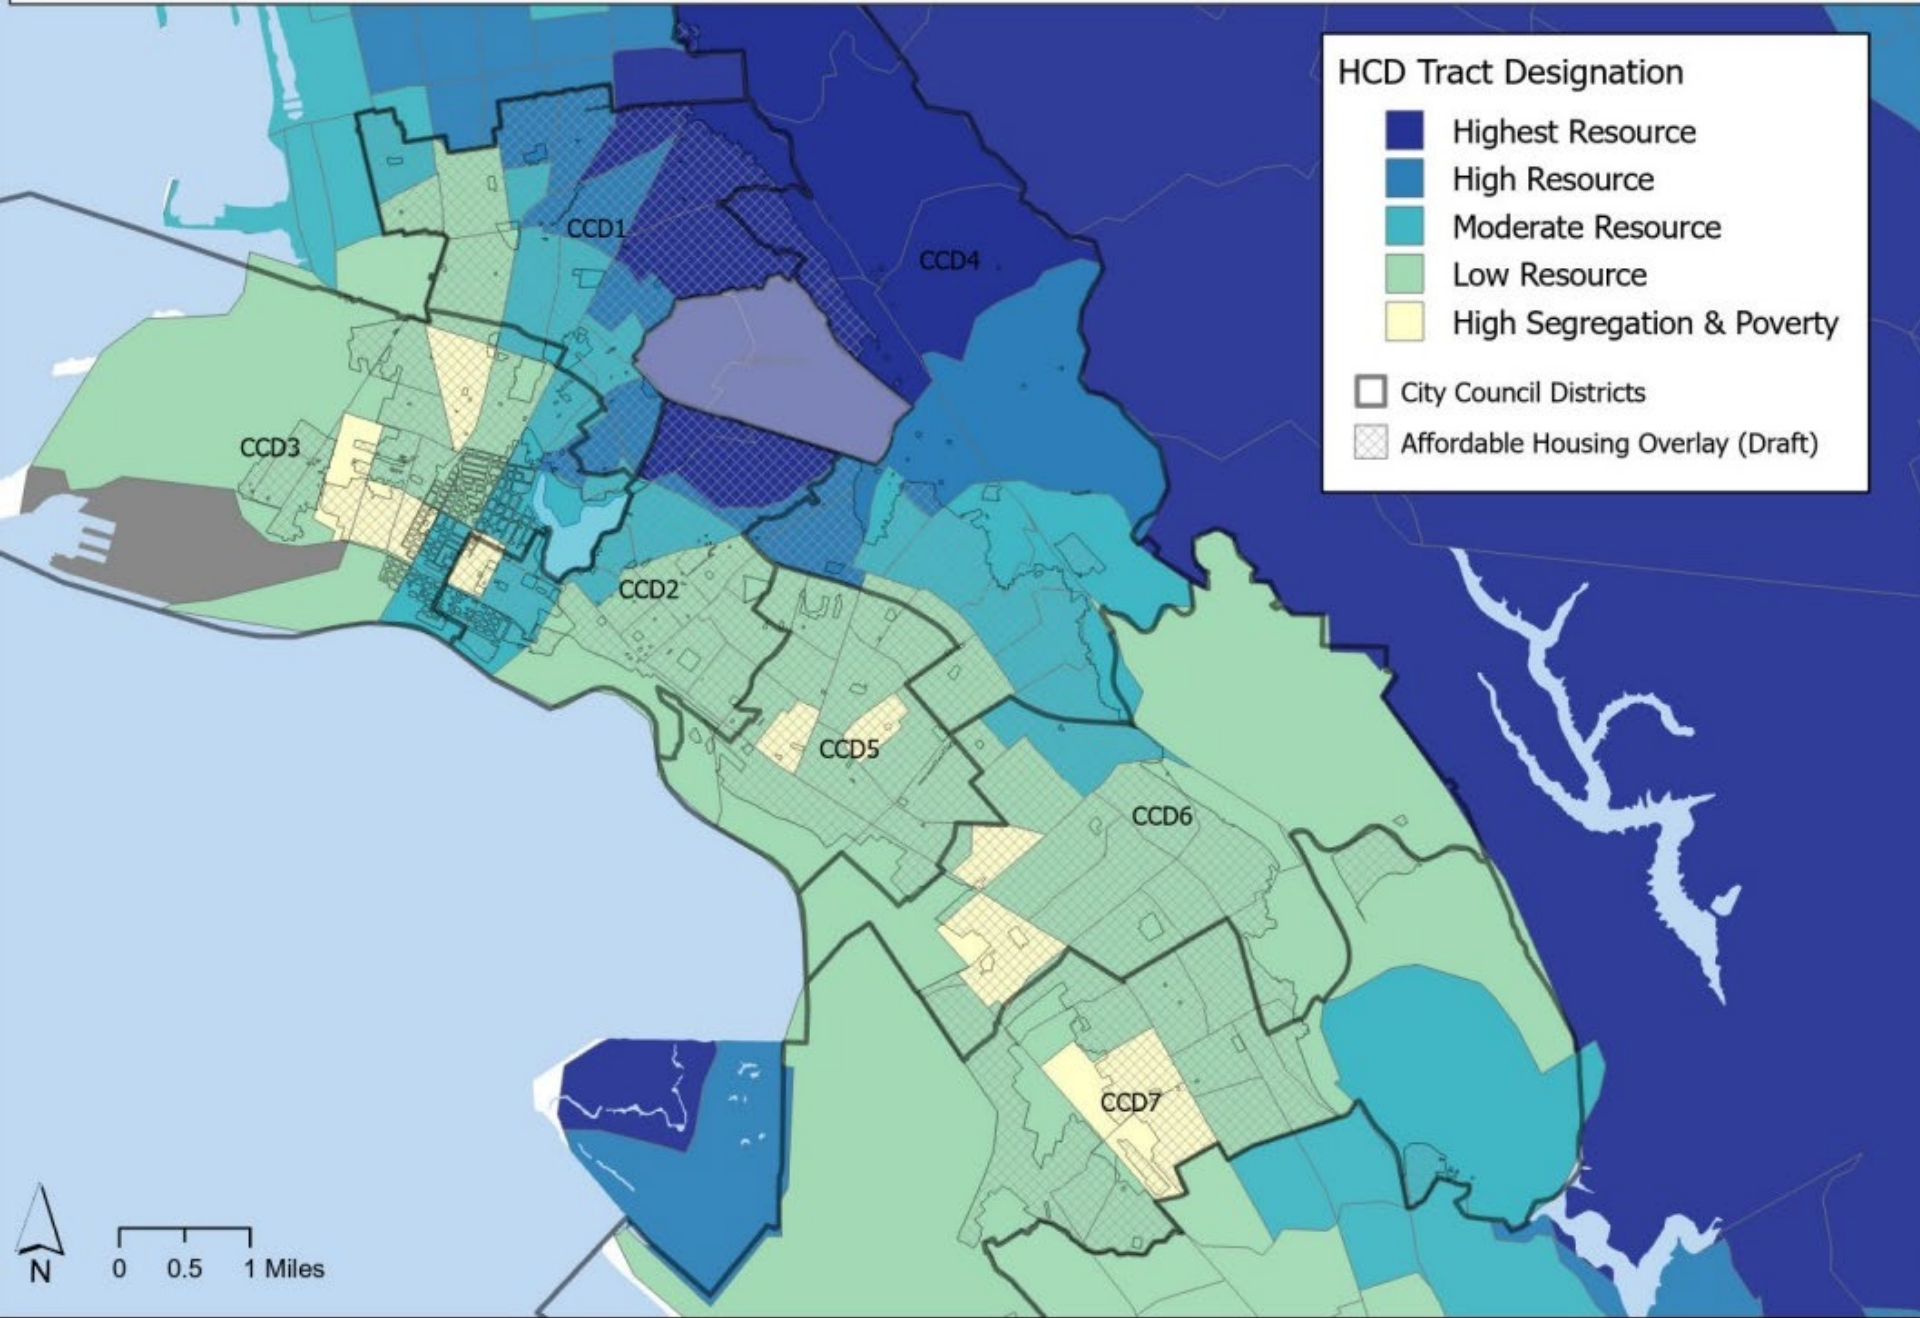 HCD Tract Designation
Highest Resource
High Resource
Moderate Resource
Low Resource
High Segregation & Poverty
City Council Districts
Affordable Housing Overlay (Draft)
CCD1
CCD4
CCD3
CCD2
CCD5
CCD6
CCD7
N
0 0.5 1 Miles